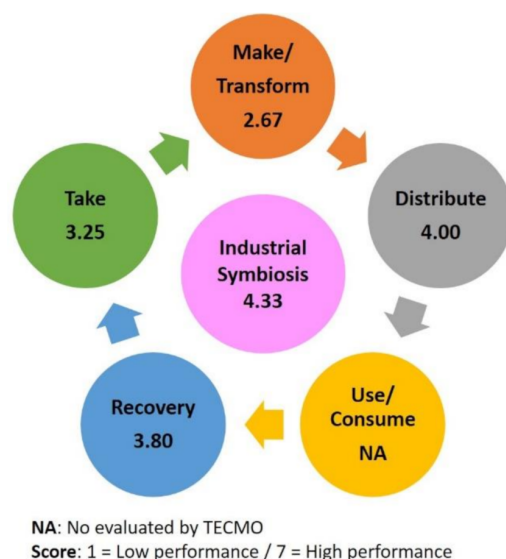 Make/
Transform
2.67
Take
3.25
Distribute
4.00
Industrial
Symbiosis
4.33
Recovery
3.80
Use/
Consume
NA
NA: No evaluated by TECMO
Score: 1 = Low performance / 7 = High performance